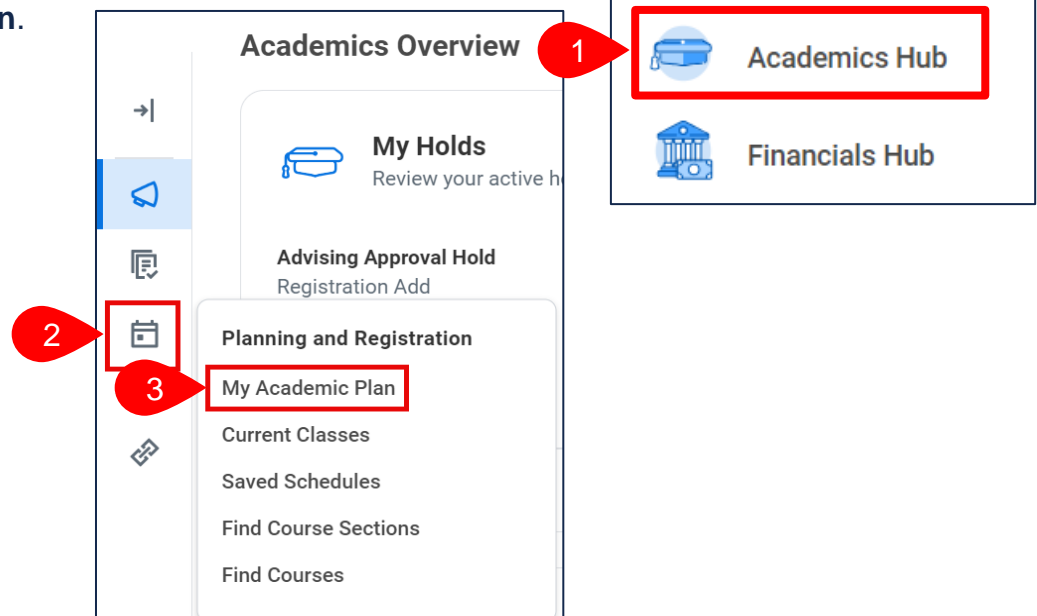 n.
Academics Overview
1
Academics Hub
Financials Hub
My Holds
Review your active
Advising Approval Hold
Registration Add
2
Planning and Registration
3
My Academic Plan
Current Classes
Saved Schedules
Find Course Sections
Find Courses